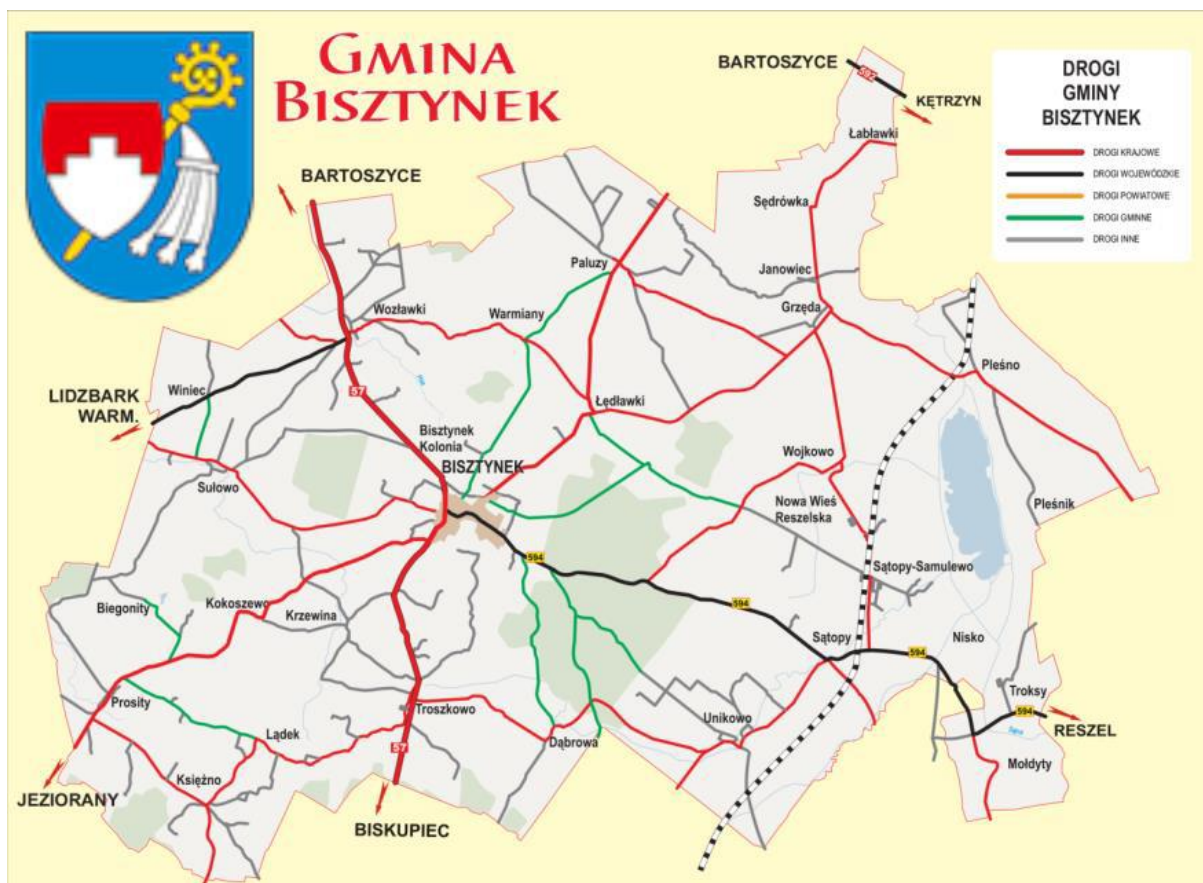 GMINA
BISZTYNEK
BARTOSZYCE
592
KĘTRZYN
DROGI
GMINY
BISZTYNEK
DROGI KRAJOWE
DROGI WOJEWÓDZKIE
DROGI POWIATOWE
DROGI GMINNE
DROGI INNE
BARTOSZYCE
Łabławki
Sędrówka
Paluzy
Janowiec
Grzęda
Wozławki
Warmiany
Pleśno
Winiec
LIDZBARK
WARM.
57
Łędławki
Bisztynek
Kolonia
BISZTYNEK
Wojkowo
Sułowo
Nowa Wieś
Reszelska
Pleśnik
594
Sątopy-Samulewo
Biegonity
Kokoszewo
Krzewina
594
Sątopy
594
Nisko
Prosity
Troszkowo
Unikowo
Troksy
594
RESZEL
Lądek
57
Dąbrowa
Mołdyty
Księżno
JEZIORANY
BISKUPIEC